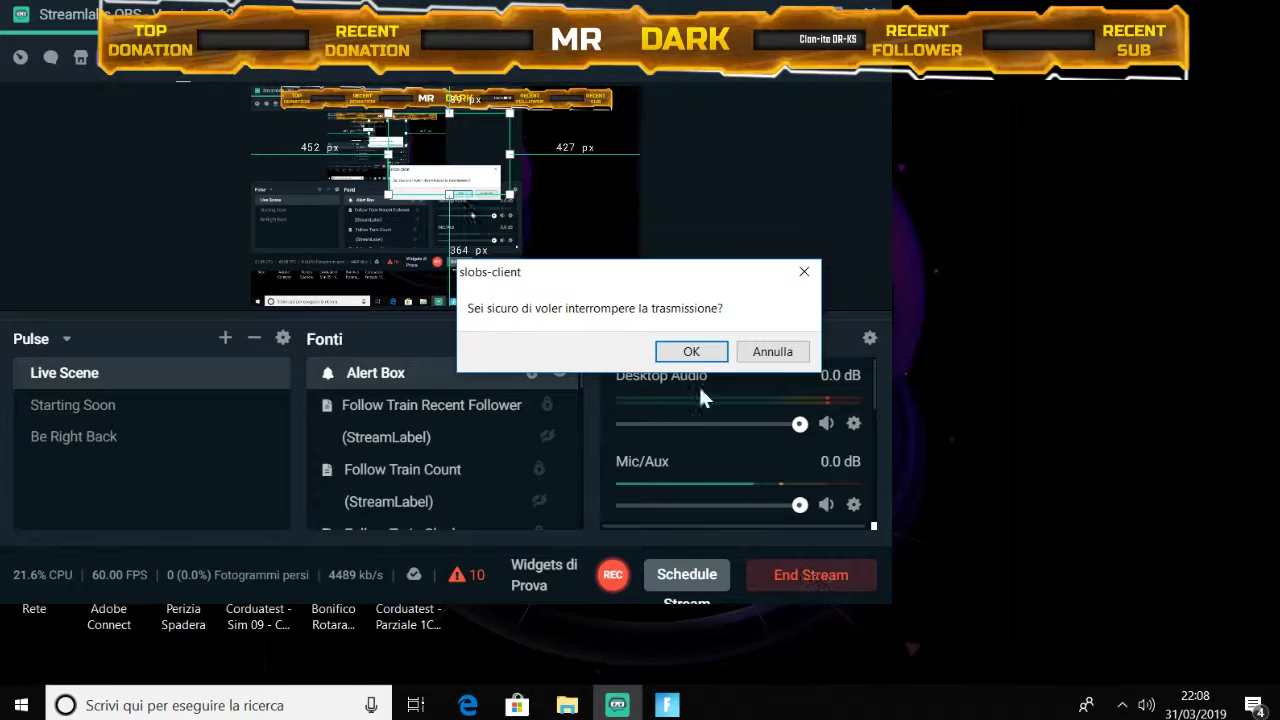 TOP
DONATION
RECENT
DONATION
MR DARK
Clan-ita OR-KS
RECENT
FOLLOWER
RECENT
SUB
452 px
427 px
364 px
slobs-client
Sei sicuro di voler interrompere la trasmissione?
OK
Annulla
Pulse
Fonti
Live Scene
Starting Soon
Be Right Back
Alert Box
Follow Train Recent Follower
(StreamLabel)
Follow Train Count
(StreamLabel)
Desktop Audio
0.0 dB
Mic/Aux
0.0 dB
21.6% CPU
60.00 FPS
0 (0.0%) Fotogrammi persi
4489 kb/s
10
Widgets di
Prova
REC
Schedule
Stream
End Stream
Rete
Adobe
Connect
Perizia
Spadera
Corduatest -
Sim 09 - C...
Bonifico
Rotara...
Corduatest -
Parziale 1C...
Scrivi qui per eseguire la ricerca
22:08
31/03/2019
4